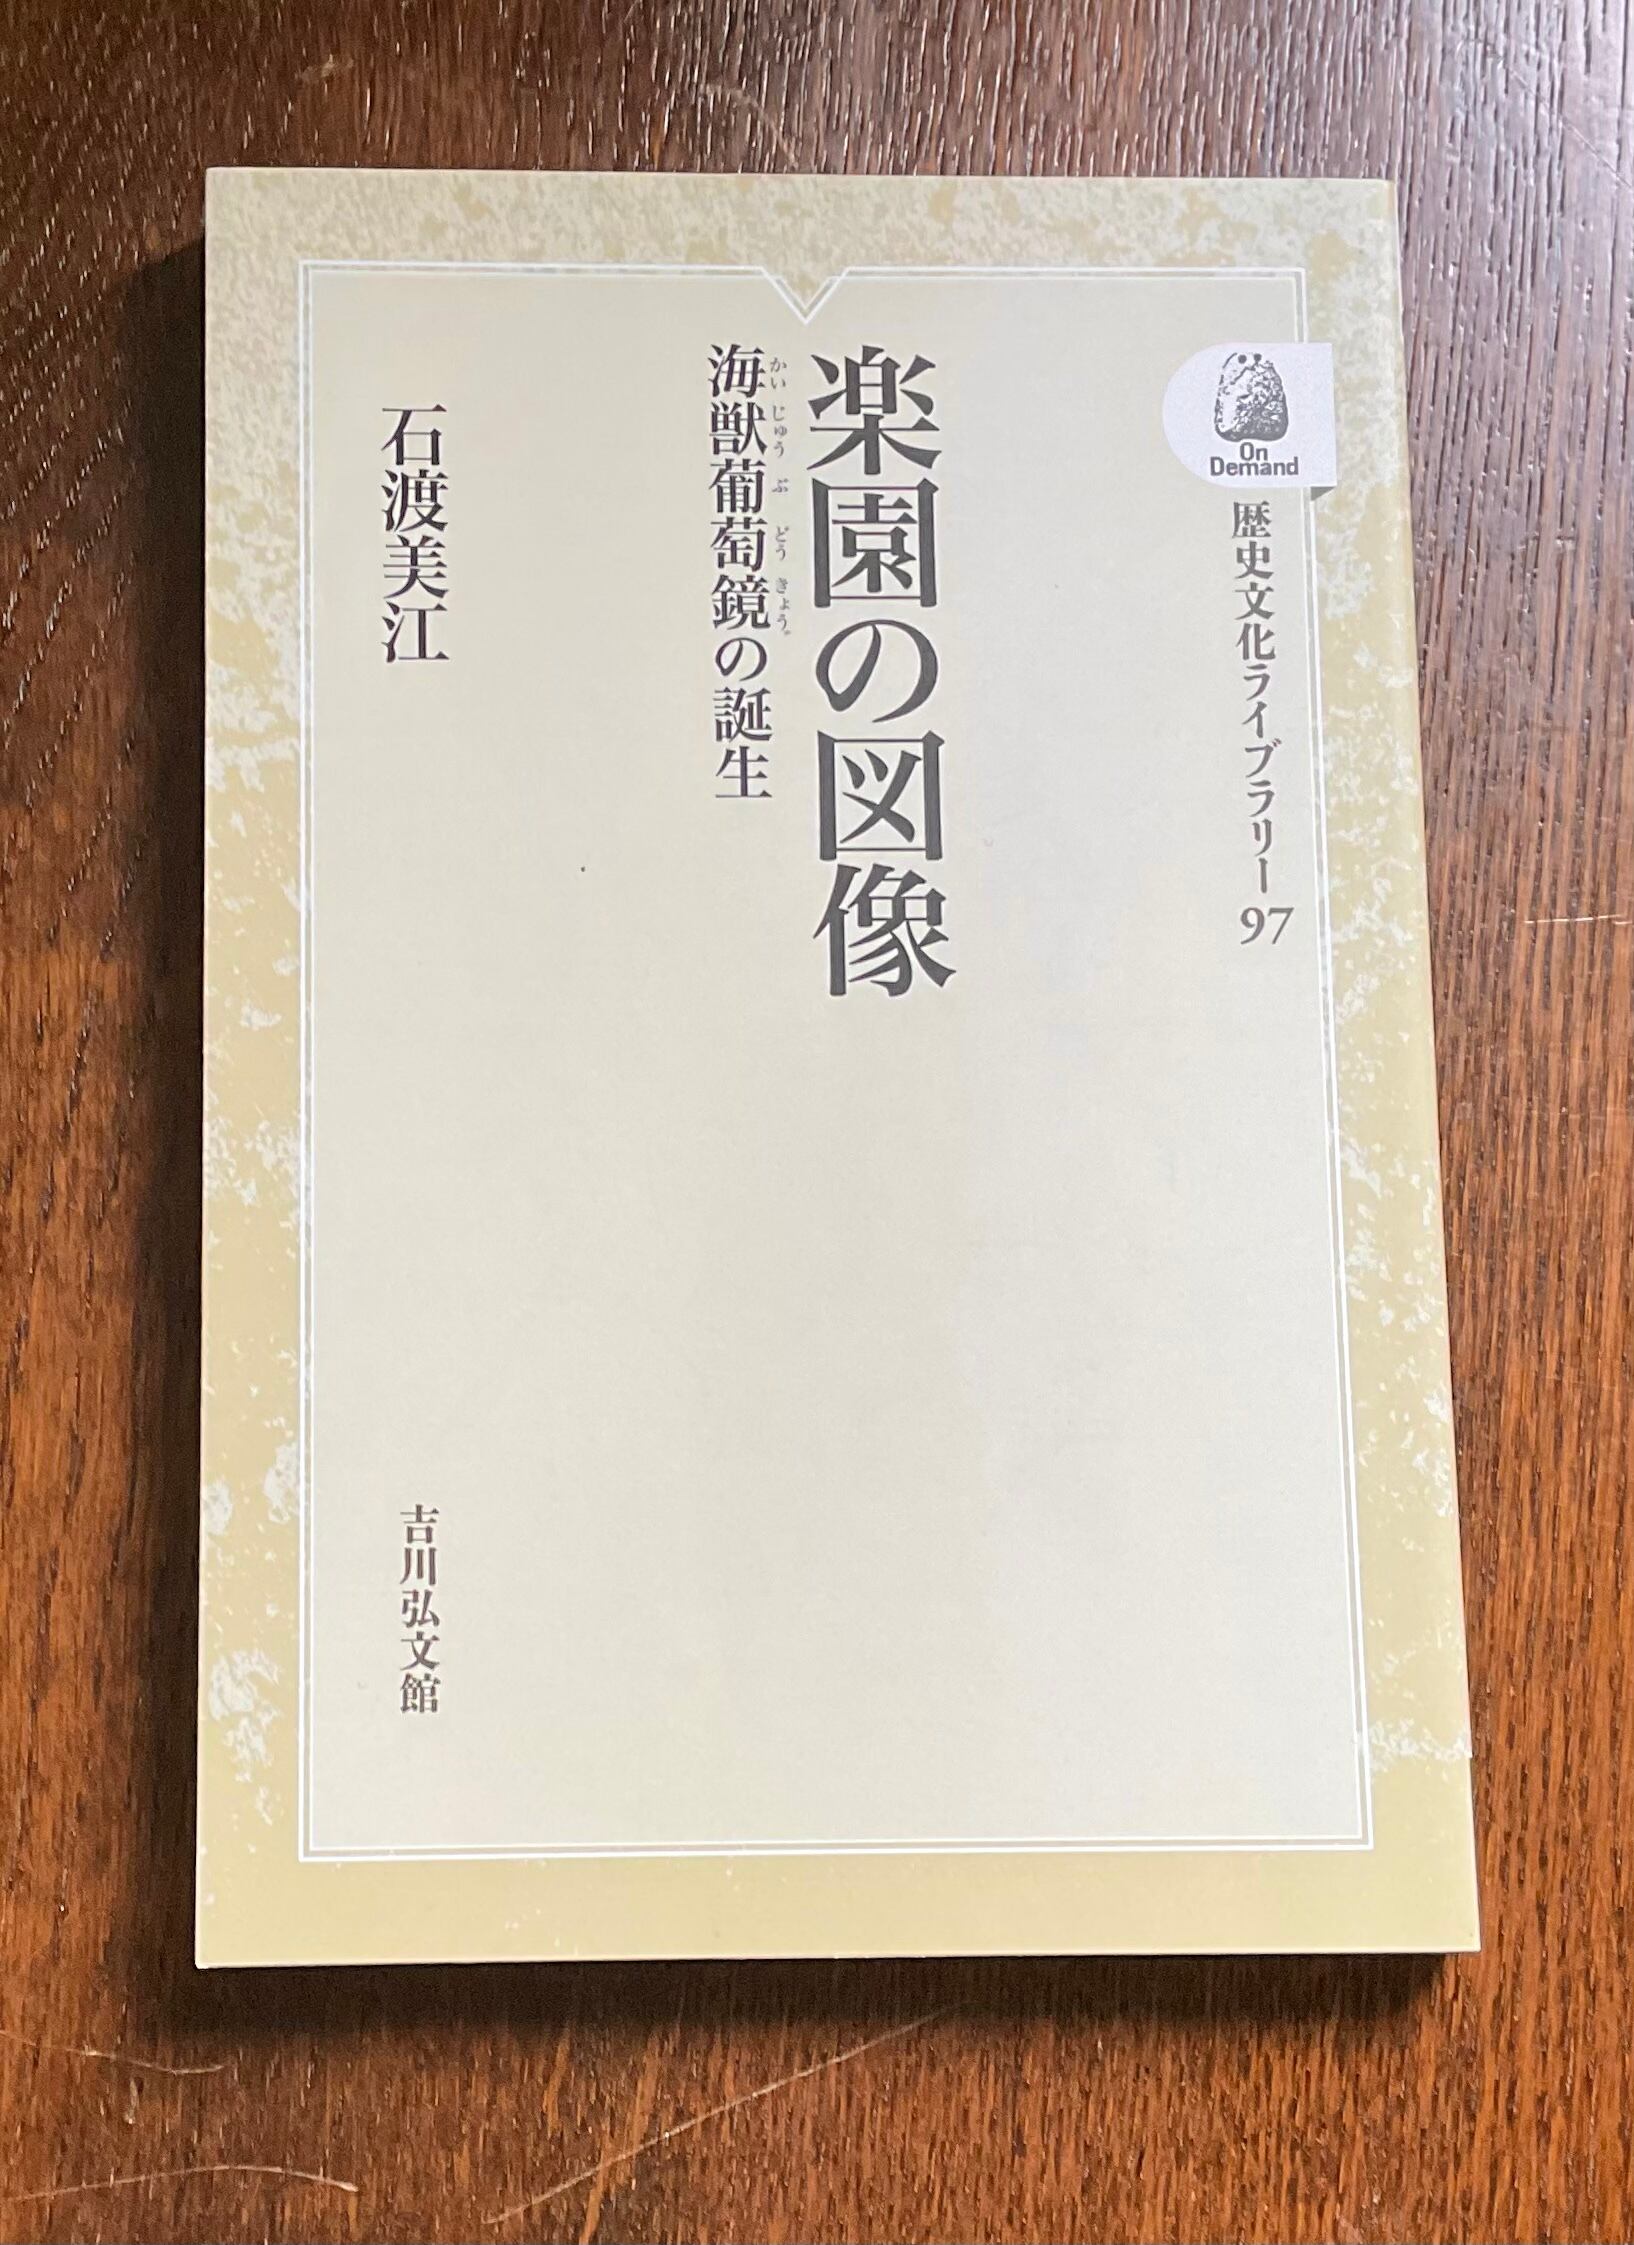 On
Demand
歴史文化ライブラリー 97
楽園の図像
かいじゅうぶどうきょう
海獣葡萄鏡の誕生
石渡美江
吉川弘文館